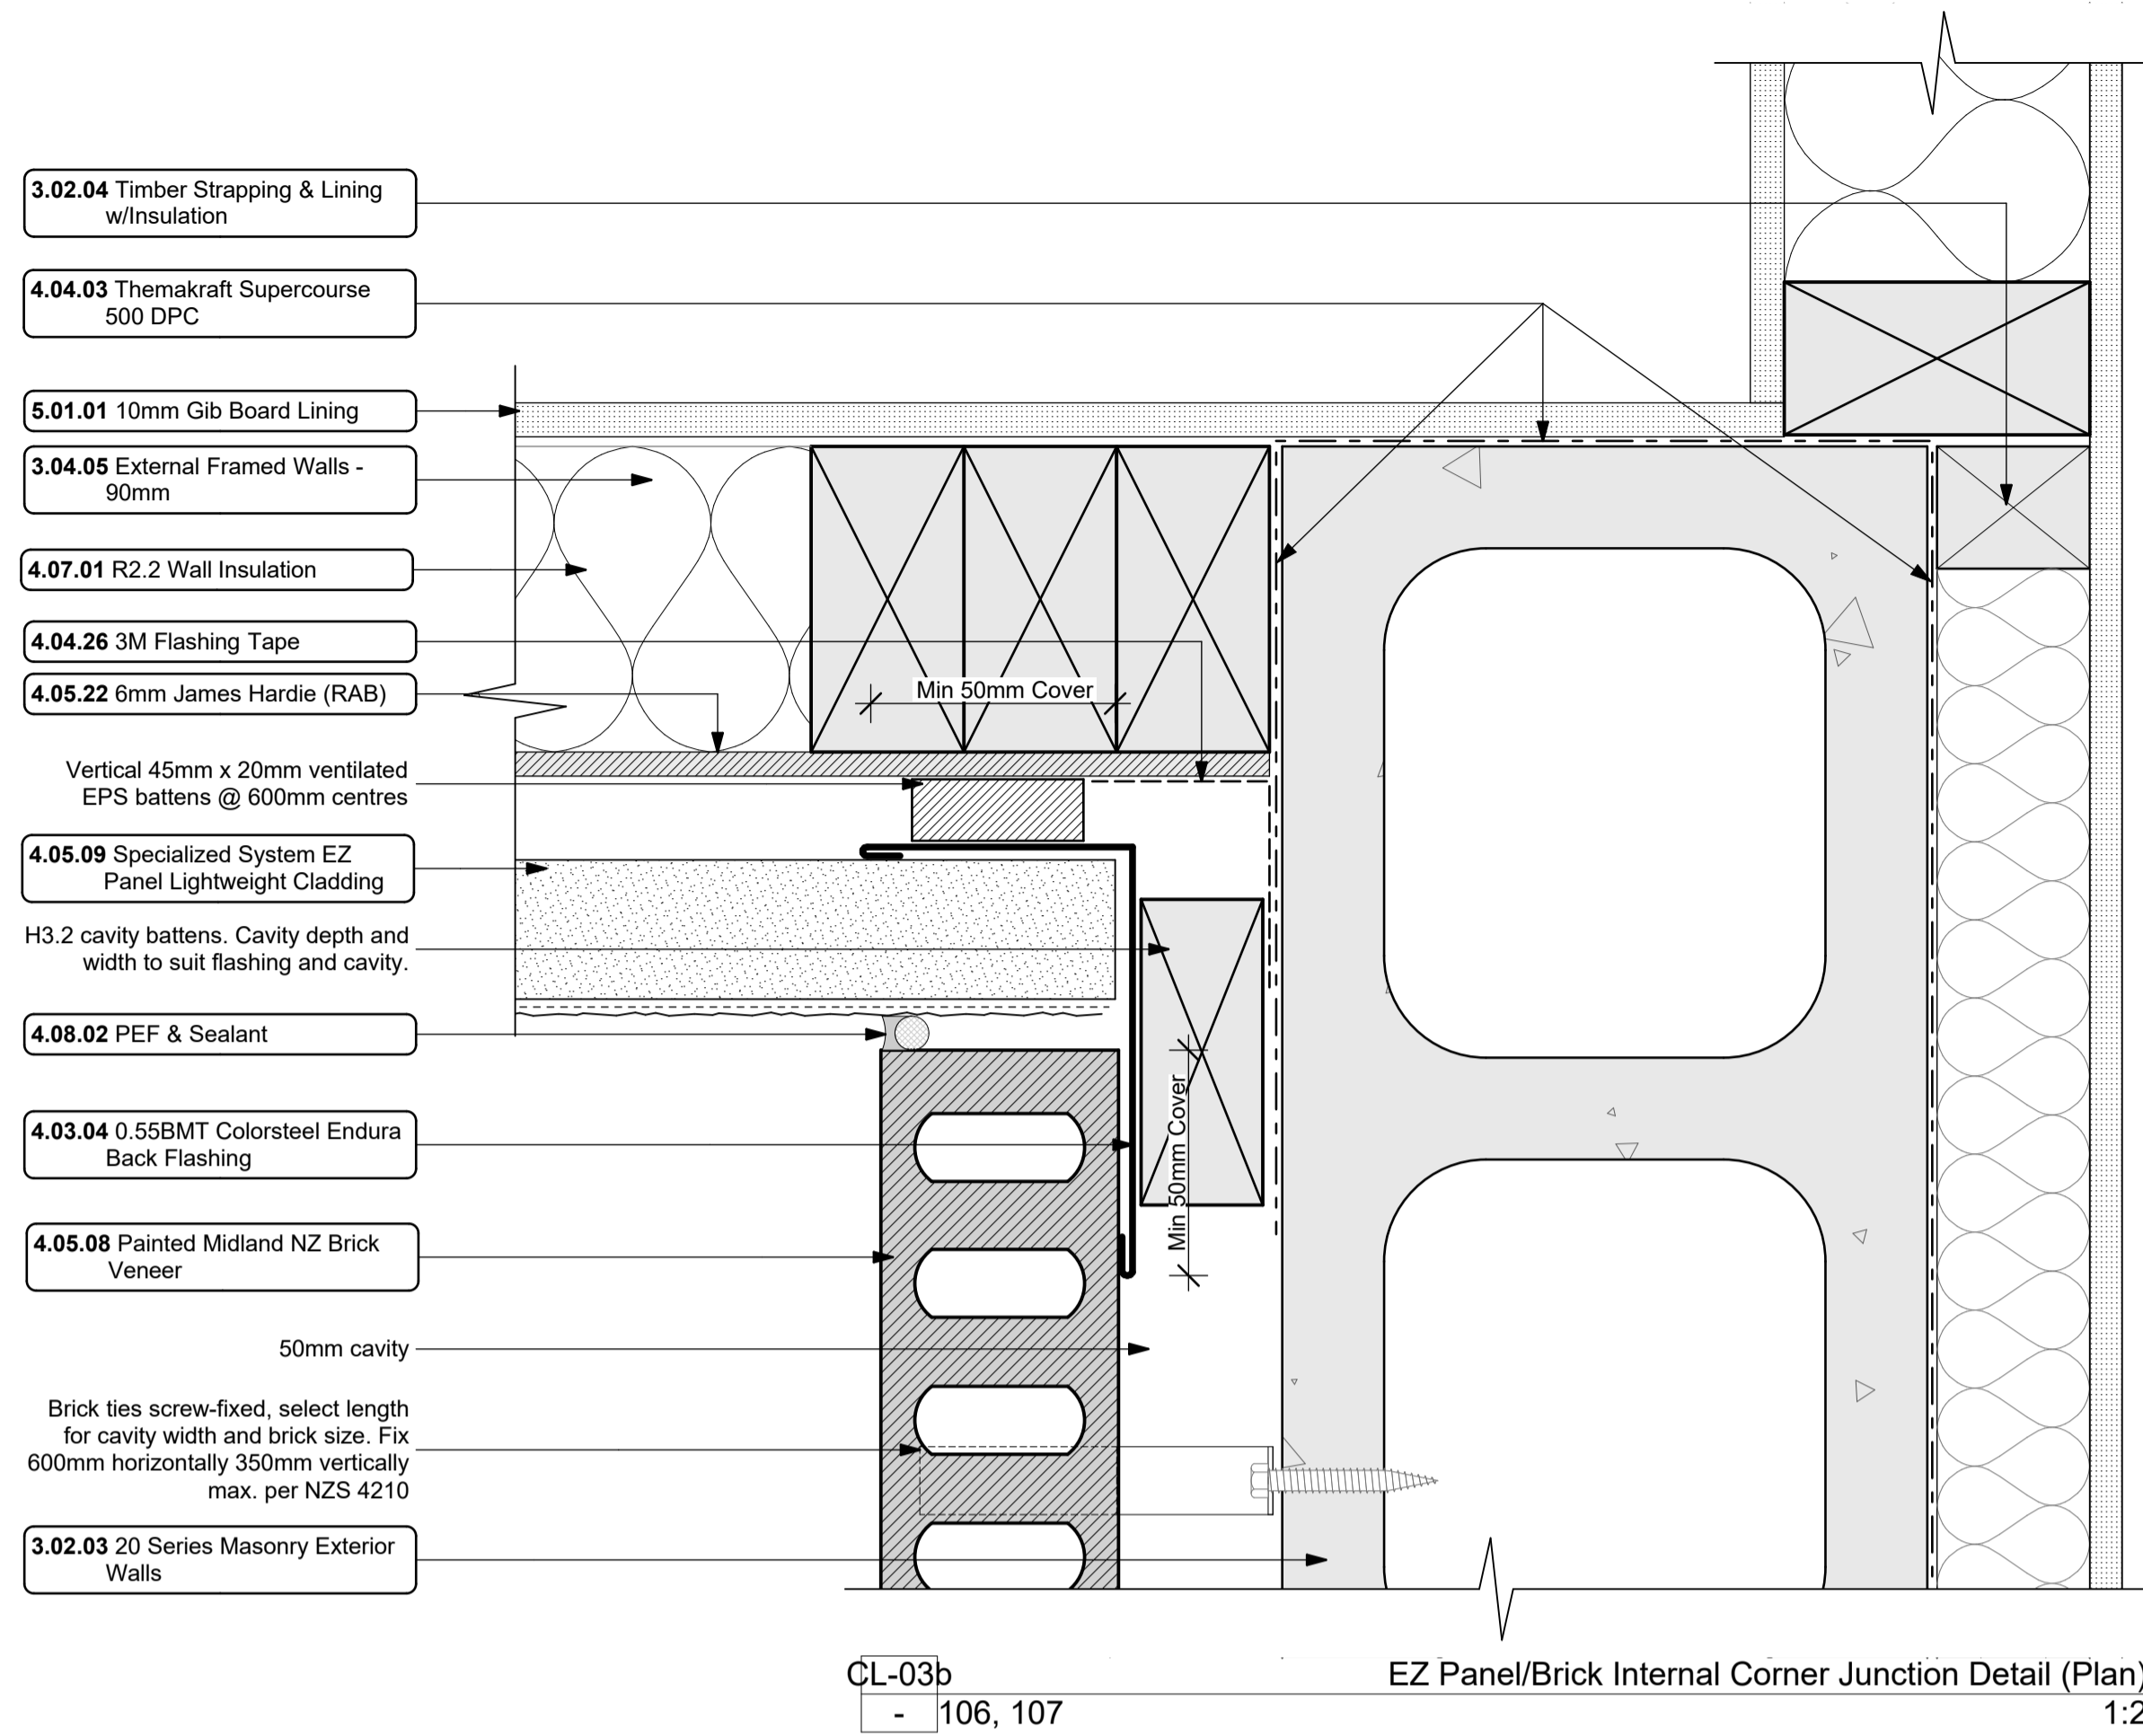 3.02.04 Timber Strapping & Lining
w/Insulation
4.04.03 Themakraft Supercourse
500 DPC
5.01.01 10mm Gib Board Lining
3.04.05 External Framed Walls -
90mm
4.07.01 R2.2 Wall Insulation
4.04.26 3M Flashing Tape
4.05.22 6mm James Hardie (RAB)
Min 50mm Cover
Vertical 45mm x 20mm ventilated
EPS battens @ 600mm centres
4.05.09 Specialized System EZ
Panel Lightweight Cladding
H3.2 cavity battens. Cavity depth and
width to suit flashing and cavity.
4.08.02 PEF & Sealant
4.03.04 0.55BMT Colorsteel Endura
Back Flashing
Min 50mm Cover
4.05.08 Painted Midland NZ Brick
Veneer
50mm cavity
Brick ties screw-fixed, select length
for cavity width and brick size. Fix
600mm horizontally 350mm vertically
max. per NZS 4210
3.02.03 20 Series Masonry Exterior
Walls
CL-03b
EZ Panel/Brick Internal Corner Junction Detail (Plan)
- 106, 107
1:2